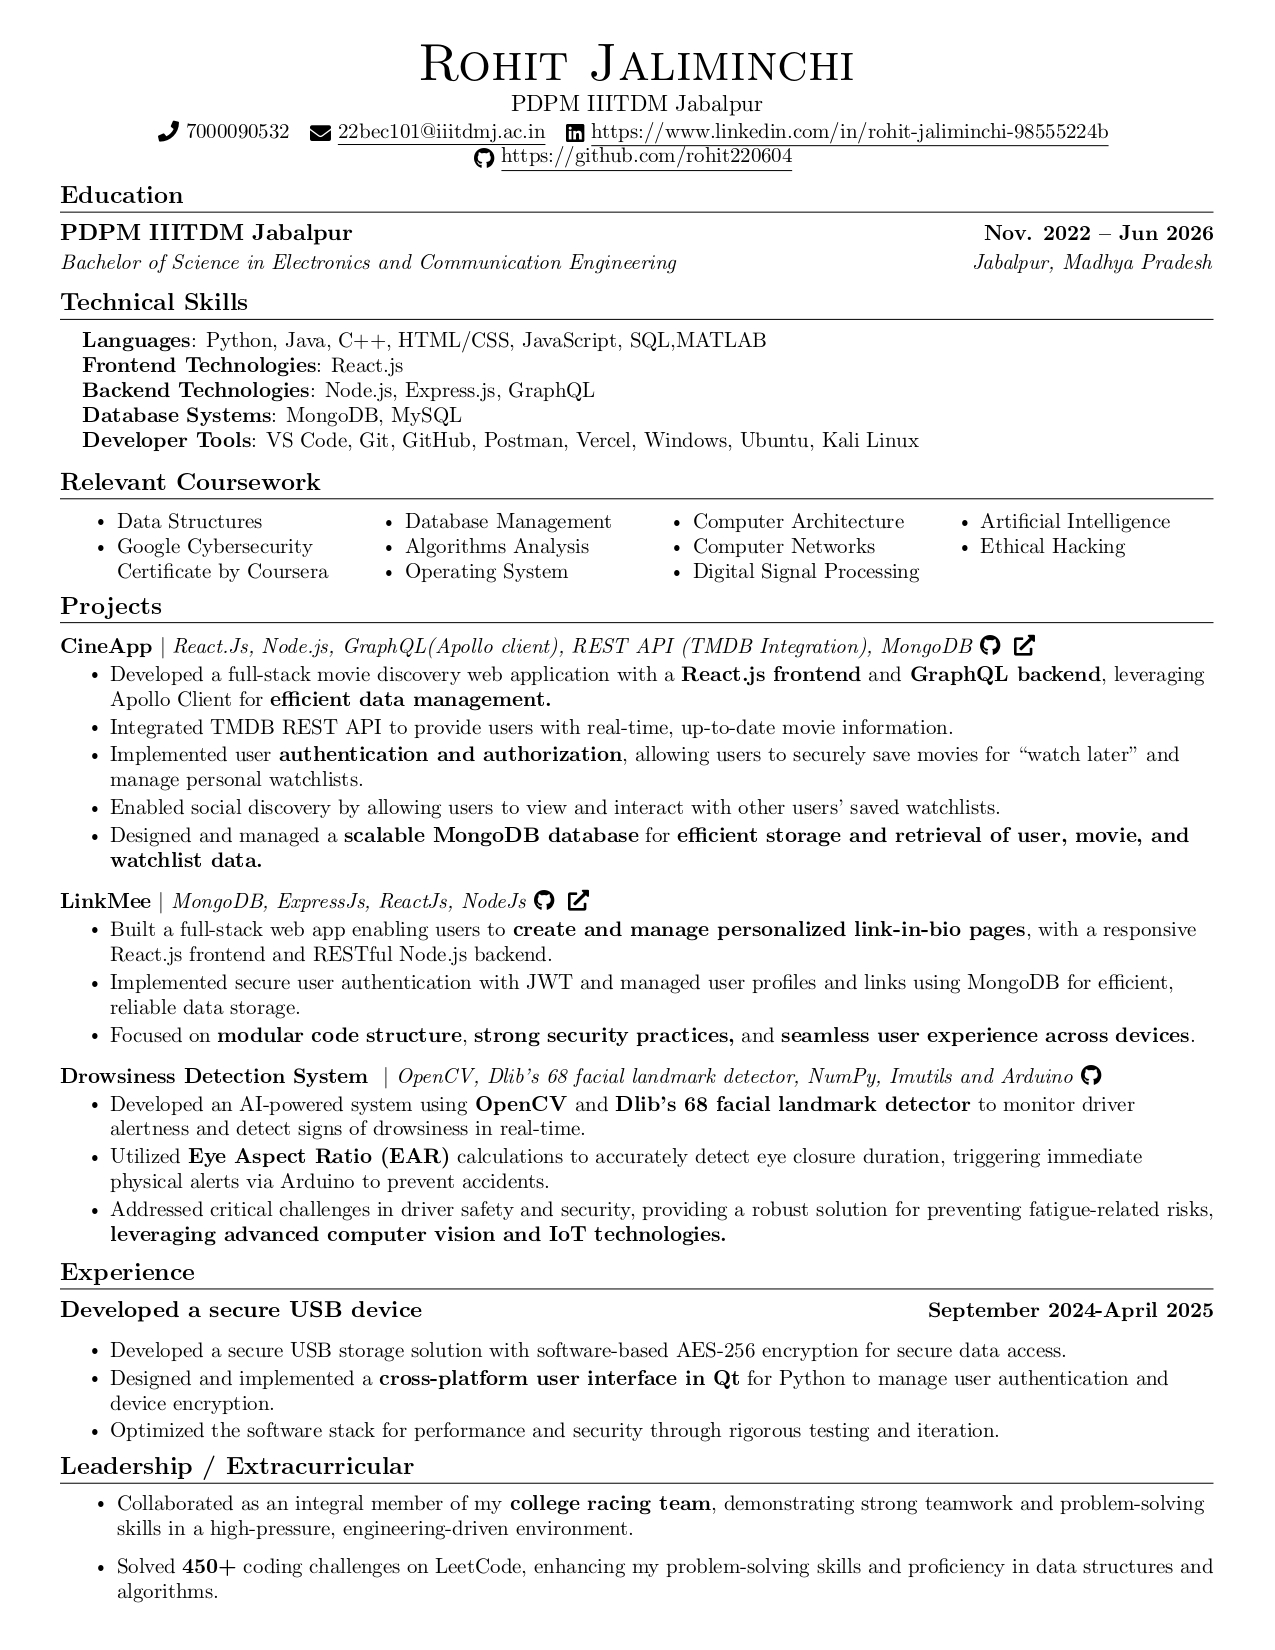 Rohit Jaliminchi
PDPM IIITDM Jabalpur
7000090532 22bec101@iiitdmj.ac.in https://www.linkedin.com/in/rohit-jaliminchi-98555224b
https://github.com/rohit220604
Education
PDPM IIITDM Jabalpur Nov. 2022 – Jun 2026
Bachelor of Science in Electronics and Communication Engineering Jabalpur, Madhya Pradesh
Technical Skills
Languages: Python, Java, C++, HTML/CSS, JavaScript, SQL,MATLAB
Frontend Technologies: React.js
Backend Technologies: Node.js, Express.js, GraphQL
Database Systems: MongoDB, MySQL
Developer Tools: VS Code, Git, GitHub, Postman, Vercel, Windows, Ubuntu, Kali Linux
Relevant Coursework
• Data Structures
• Google Cybersecurity
Certificate by Coursera
• Database Management
• Algorithms Analysis
• Operating System
• Computer Architecture
• Computer Networks
• Digital Signal Processing
• Artificial Intelligence
• Ethical Hacking
Projects
CineApp | React.Js, Node.js, GraphQL(Apollo client), REST API (TMDB Integration), MongoDB
• Developed a full-stack movie discovery web application with a React.js frontend and GraphQL backend, leveraging
Apollo Client for efficient data management.
• Integrated TMDB REST API to provide users with real-time, up-to-date movie information.
• Implemented user authentication and authorization, allowing users to securely save movies for “watch later” and
manage personal watchlists.
• Enabled social discovery by allowing users to view and interact with other users’ saved watchlists.
• Designed and managed a scalable MongoDB database for efficient storage and retrieval of user, movie, and
watchlist data.
LinkMee | MongoDB, ExpressJs, ReactJs, NodeJs
• Built a full-stack web app enabling users to create and manage personalized link-in-bio pages, with a responsive
React.js frontend and RESTful Node.js backend.
• Implemented secure user authentication with JWT and managed user profiles and links using MongoDB for efficient,
reliable data storage.
• Focused on modular code structure, strong security practices, and seamless user experience across devices.
Drowsiness Detection System | OpenCV, Dlib’s 68 facial landmark detector, NumPy, Imutils and Arduino
• Developed an AI-powered system using OpenCV and Dlib’s 68 facial landmark detector to monitor driver
alertness and detect signs of drowsiness in real-time.
• Utilized Eye Aspect Ratio (EAR) calculations to accurately detect eye closure duration, triggering immediate
physical alerts via Arduino to prevent accidents.
• Addressed critical challenges in driver safety and security, providing a robust solution for preventing fatigue-related risks,
leveraging advanced computer vision and IoT technologies.
Experience
Developed a secure USB device September 2024-April 2025
• Developed a secure USB storage solution with software-based AES-256 encryption for secure data access.
• Designed and implemented a cross-platform user interface in Qt for Python to manage user authentication and
device encryption.
• Optimized the software stack for performance and security through rigorous testing and iteration.
Leadership / Extracurricular
• Collaborated as an integral member of my college racing team, demonstrating strong teamwork and problem-solving
skills in a high-pressure, engineering-driven environment.
• Solved 450+ coding challenges on LeetCode, enhancing my problem-solving skills and proficiency in data structures and
algorithms.